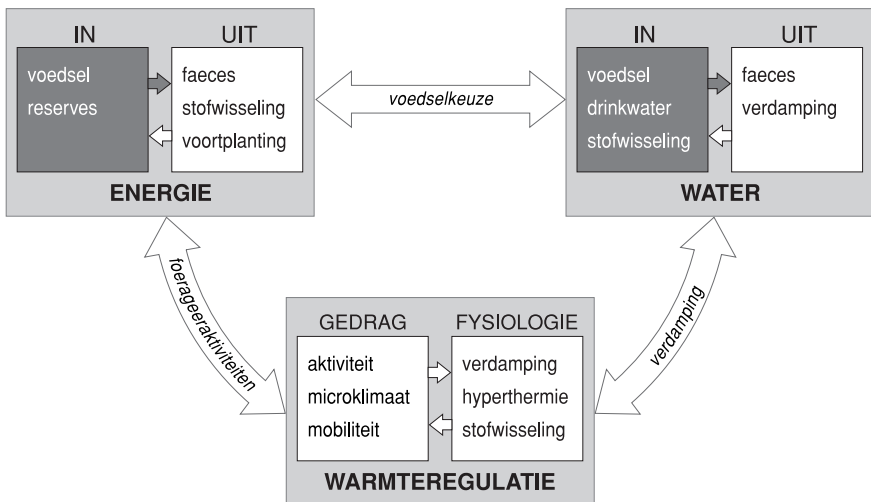 IN UIT
voedsel faeces
reserves stofwisseling
voortplanting
ENERGIE
voedselkeuze
IN UIT
voedsel faeces
drinkwater verdamping
stofwisseling
WATER
foerageeraktiviteiten
verdamping
GEDRAG FYSIOLOGIE
aktiviteit verdamping
microklimaat hyperthermie
mobiliteit stofwisseling
WARMTEREGULATIE